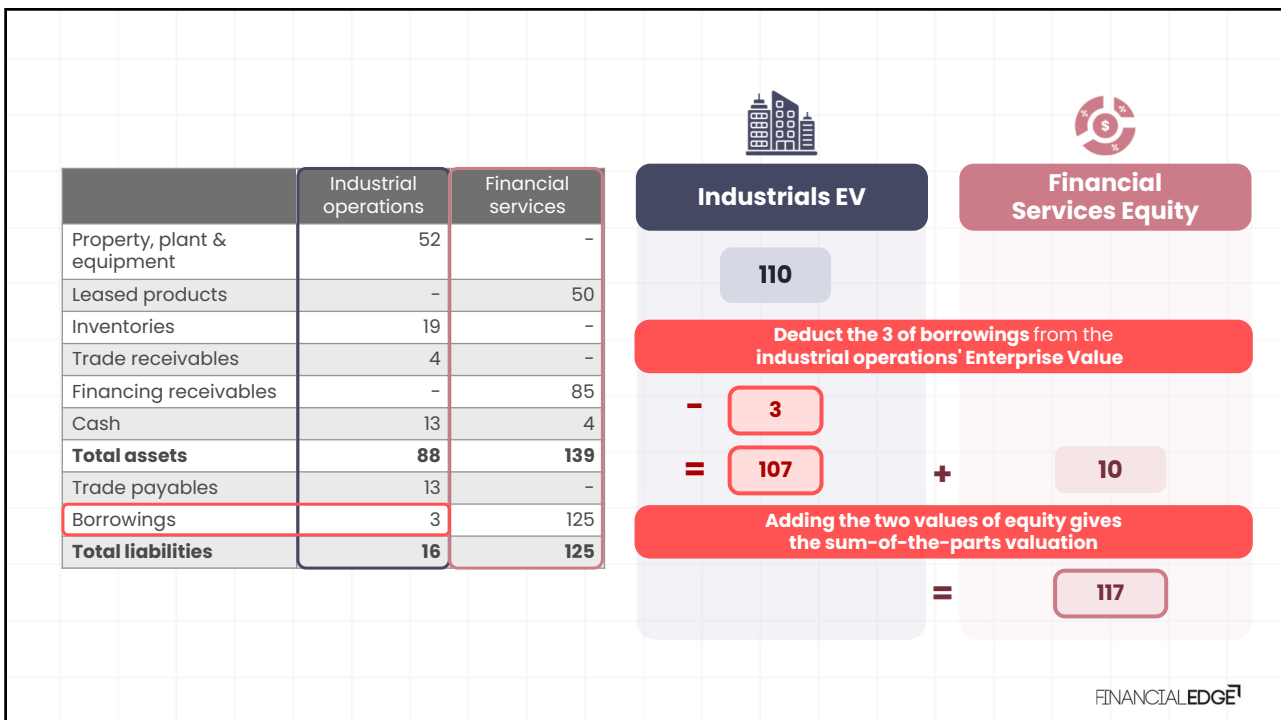 Industrial
operations
Financial
services
Property, plant &
equipment
52
-
Leased products - 50
Inventories 19 -
Trade receivables 4 -
Financing receivables - 85
Cash 13 4
Total assets 88 139
Trade payables 13 -
Borrowings 3 125
Total liabilities 16 125
% % $ %
Industrials EV
Financial
Services Equity
110
Deduct the 3 of borrowings from the
industrial operations' Enterprise Value
- 3
= 107 + 10
Adding the two values of equity gives
the sum-of-the-parts valuation
= 117
FINANCIALEDGE